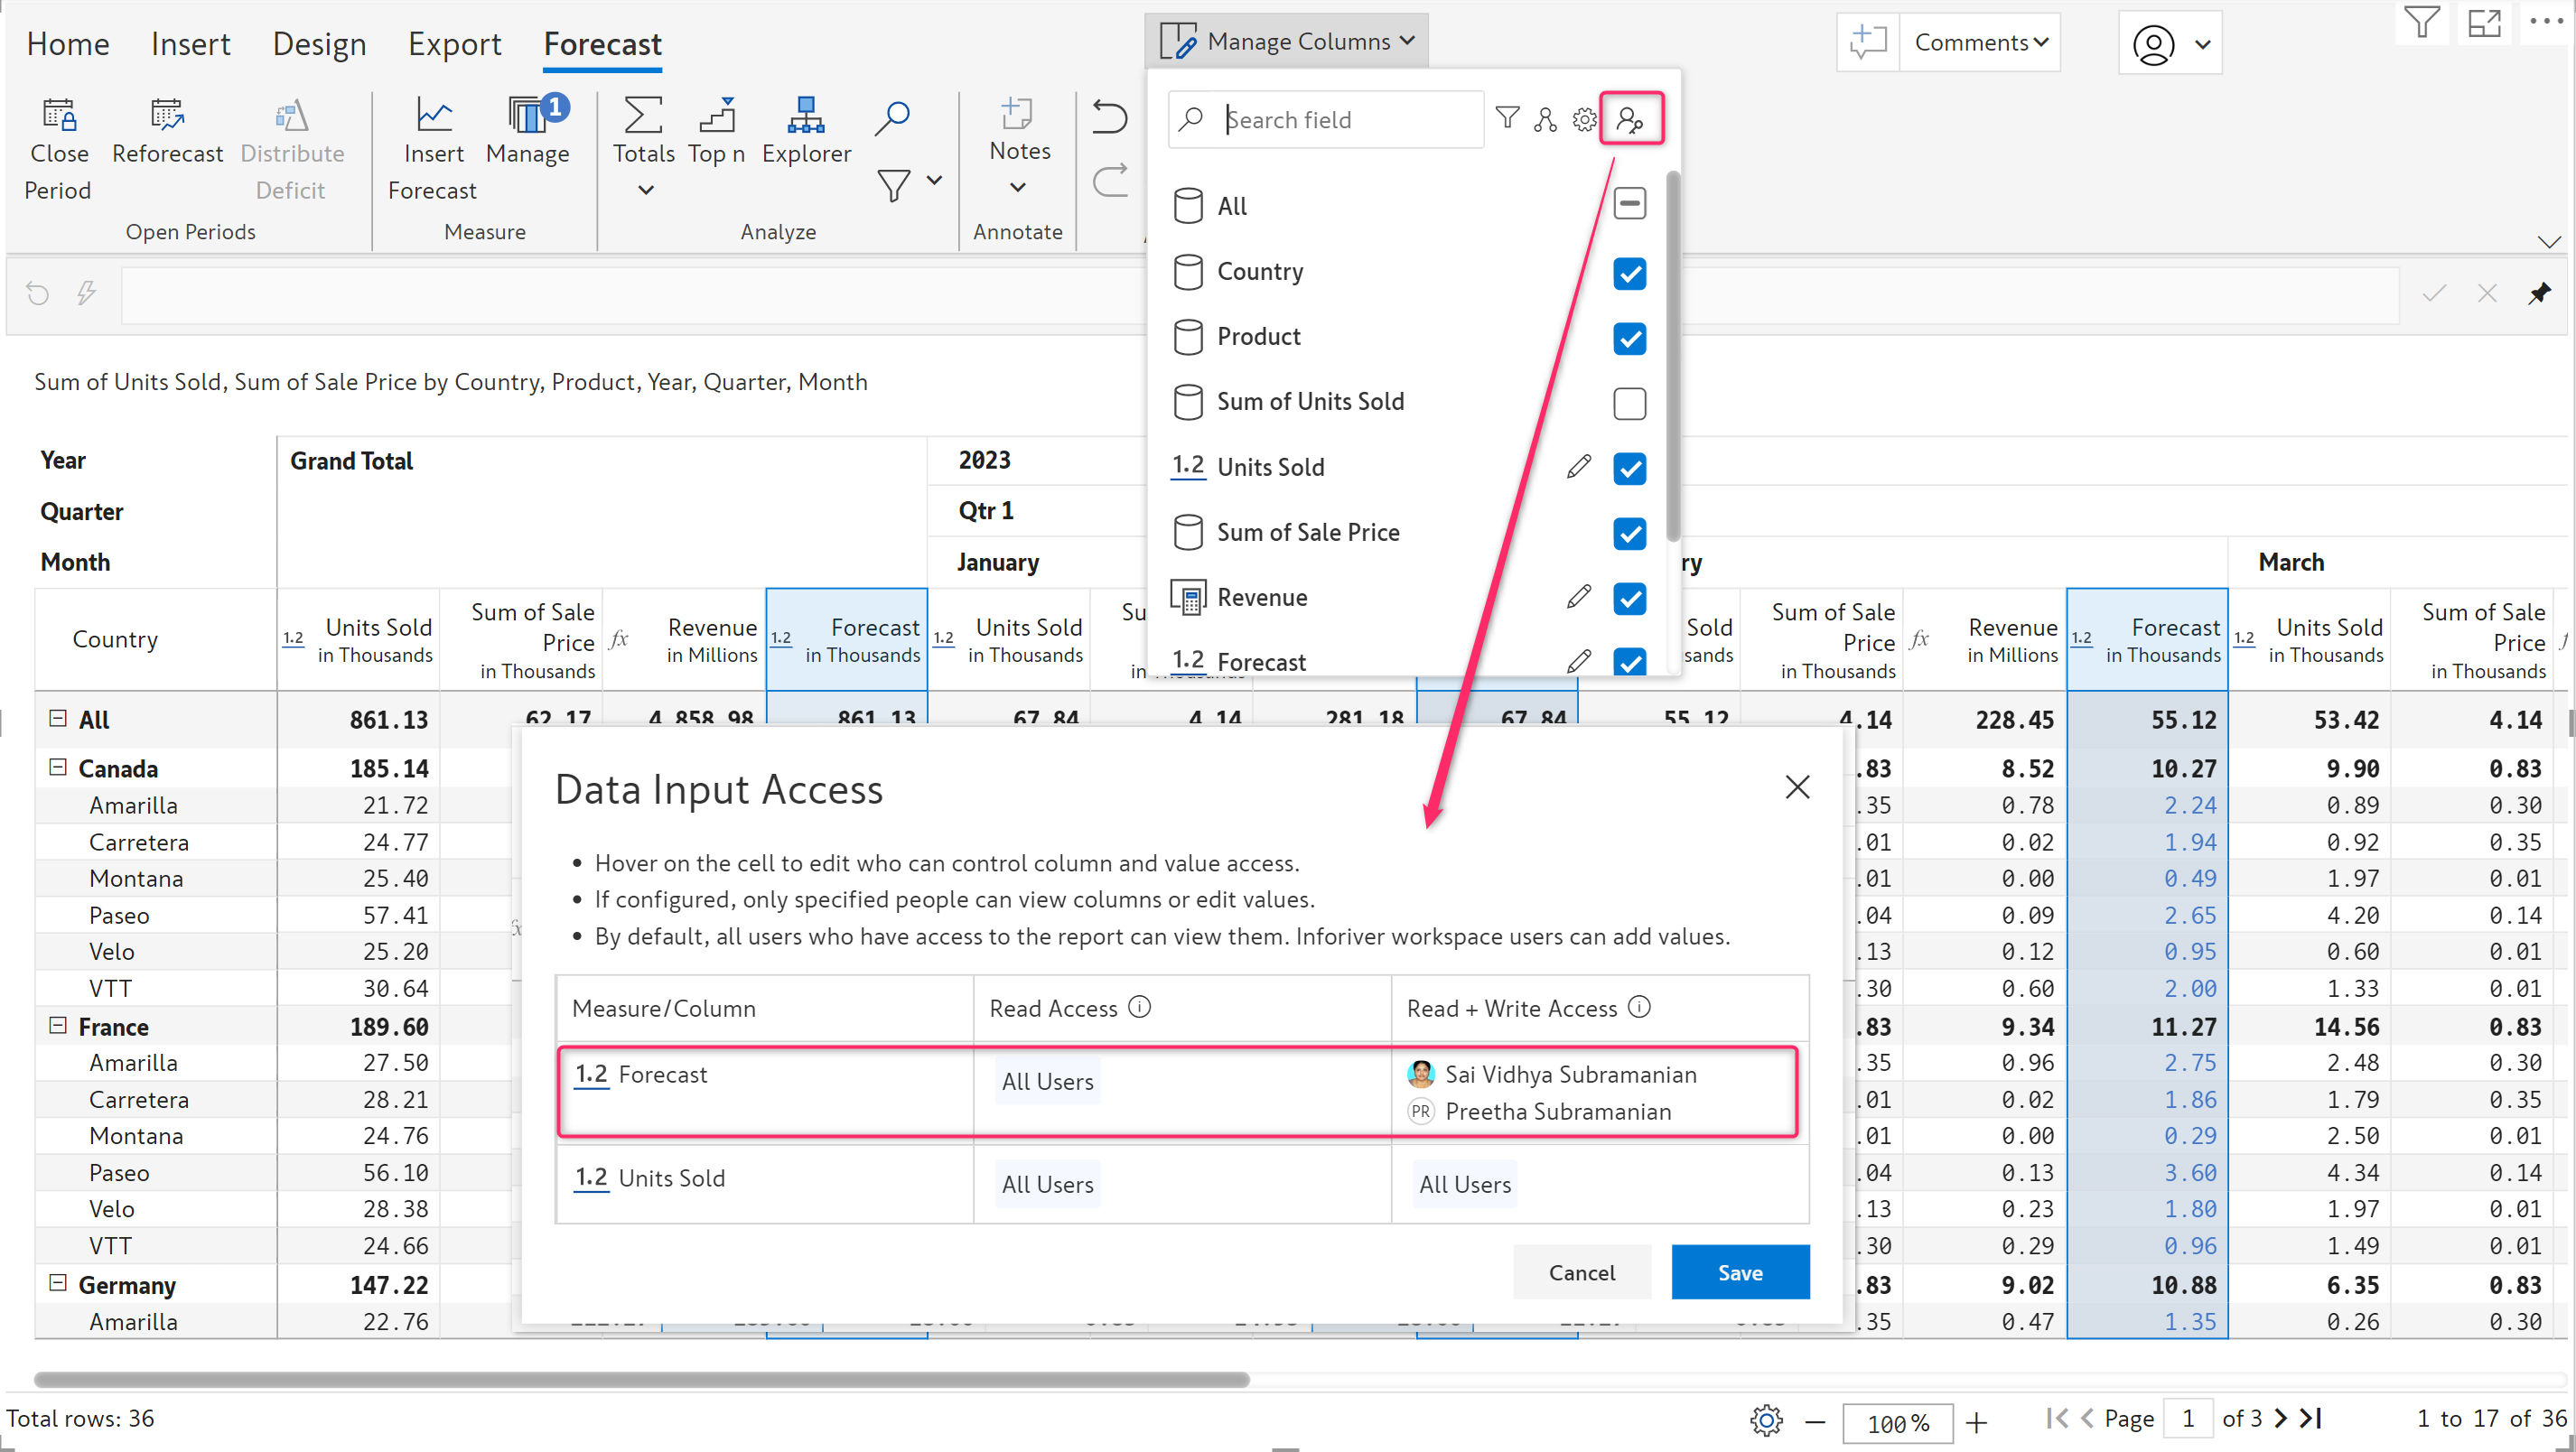 Home Insert Design Export Forecast
Manage Columns
Comments
Close Period
Reforecast
Distribute Deficit
Open Periods
Insert Forecast
1
Manage
Measure
Totals
Top n
Explorer
Analyze
Notes
Annotate
Search field
All
Country
Product
Sum of Units Sold
1.2 Units Sold
Sum of Sale Price
Revenue
1.2 Forecast
Sum of Units Sold, Sum of Sale Price by Country, Product, Year, Quarter, Month
Year Grand Total 2023
Quarter Qtr 1
Month January ry March
Country
1.2 Units Sold in Thousands
Sum of Sale Price in Thousands
fx Revenue in Millions
1.2 Forecast in Thousands
1.2 Units Sold in Thousands
Sold
sands
Sum of Sale Price in Thousands
fx Revenue in Millions
1.2 Forecast in Thousands
1.2 Units Sold in Thousands
Sum of Sale Price in Thousands
All 861.13 62.17 4,858.98 861.13 67.84 4.14 281.18 67.84 55.12 4.14 228.45 55.12 53.42 4.14
Canada 185.14 .83 8.52 10.27 9.90 0.83
Amarilla 21.72 .35 0.78 2.24 0.89 0.30
Carretera 24.77 .01 0.02 1.94 0.92 0.35
Montana 25.40 .01 0.00 0.49 1.97 0.01
Paseo 57.41 .04 0.09 2.65 4.20 0.14
Velo 25.20 .13 0.12 0.95 0.60 0.01
VTT 30.64 .30 0.60 2.00 1.33 0.01
France 189.60 .83 9.34 11.27 14.56 0.83
Amarilla 27.50 .35 0.96 2.75 2.48 0.30
Carretera 28.21 .01 0.02 1.86 1.79 0.35
Montana 24.76 .01 0.00 0.29 2.50 0.01
Paseo 56.10 .04 0.13 3.60 4.34 0.14
Velo 28.38 .13 0.23 1.80 1.97 0.01
VTT 24.66 .30 0.29 0.96 1.49 0.01
Germany 147.22 .83 9.02 10.88 6.35 0.83
Amarilla 22.76 .35 0.47 1.35 0.26 0.30
Data Input Access
• Hover on the cell to edit who can control column and value access.
• If configured, only specified people can view columns or edit values.
• By default, all users who have access to the report can view them. Inforiver workspace users can add values.
Measure/Column Read Access Read + Write Access
1.2 Forecast All Users Sai Vidhya Subramanian
PR Preetha Subramanian
1.2 Units Sold All Users All Users
Cancel Save
Total rows: 36
100% Page 1 of 3 1 to 17 of 36